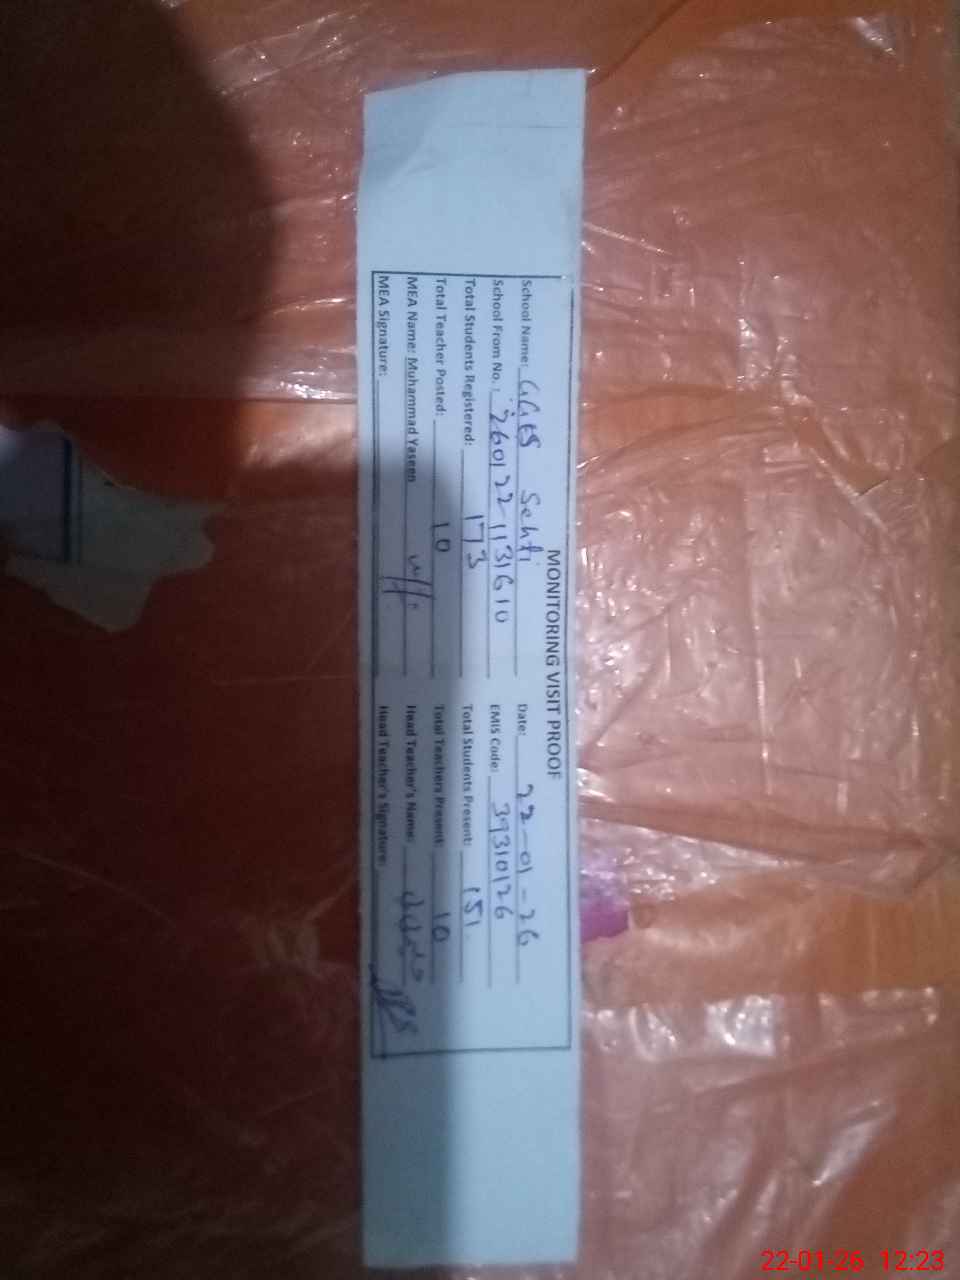 MONITORING VISIT PROOF
School Name: GGES Sehti Date: 22-01-26
School From No.: 260122-1131610 EMIS Code: 39310126
Total Students Registered: 173 Total Students Present: 151
Total Teacher Posted: 10 Total Teachers Present: 10
MEA Name: Muhammad Yaseen Head Teacher's Name:
MEA Signature: Head Teacher's Signature:
22-01-26 12:23